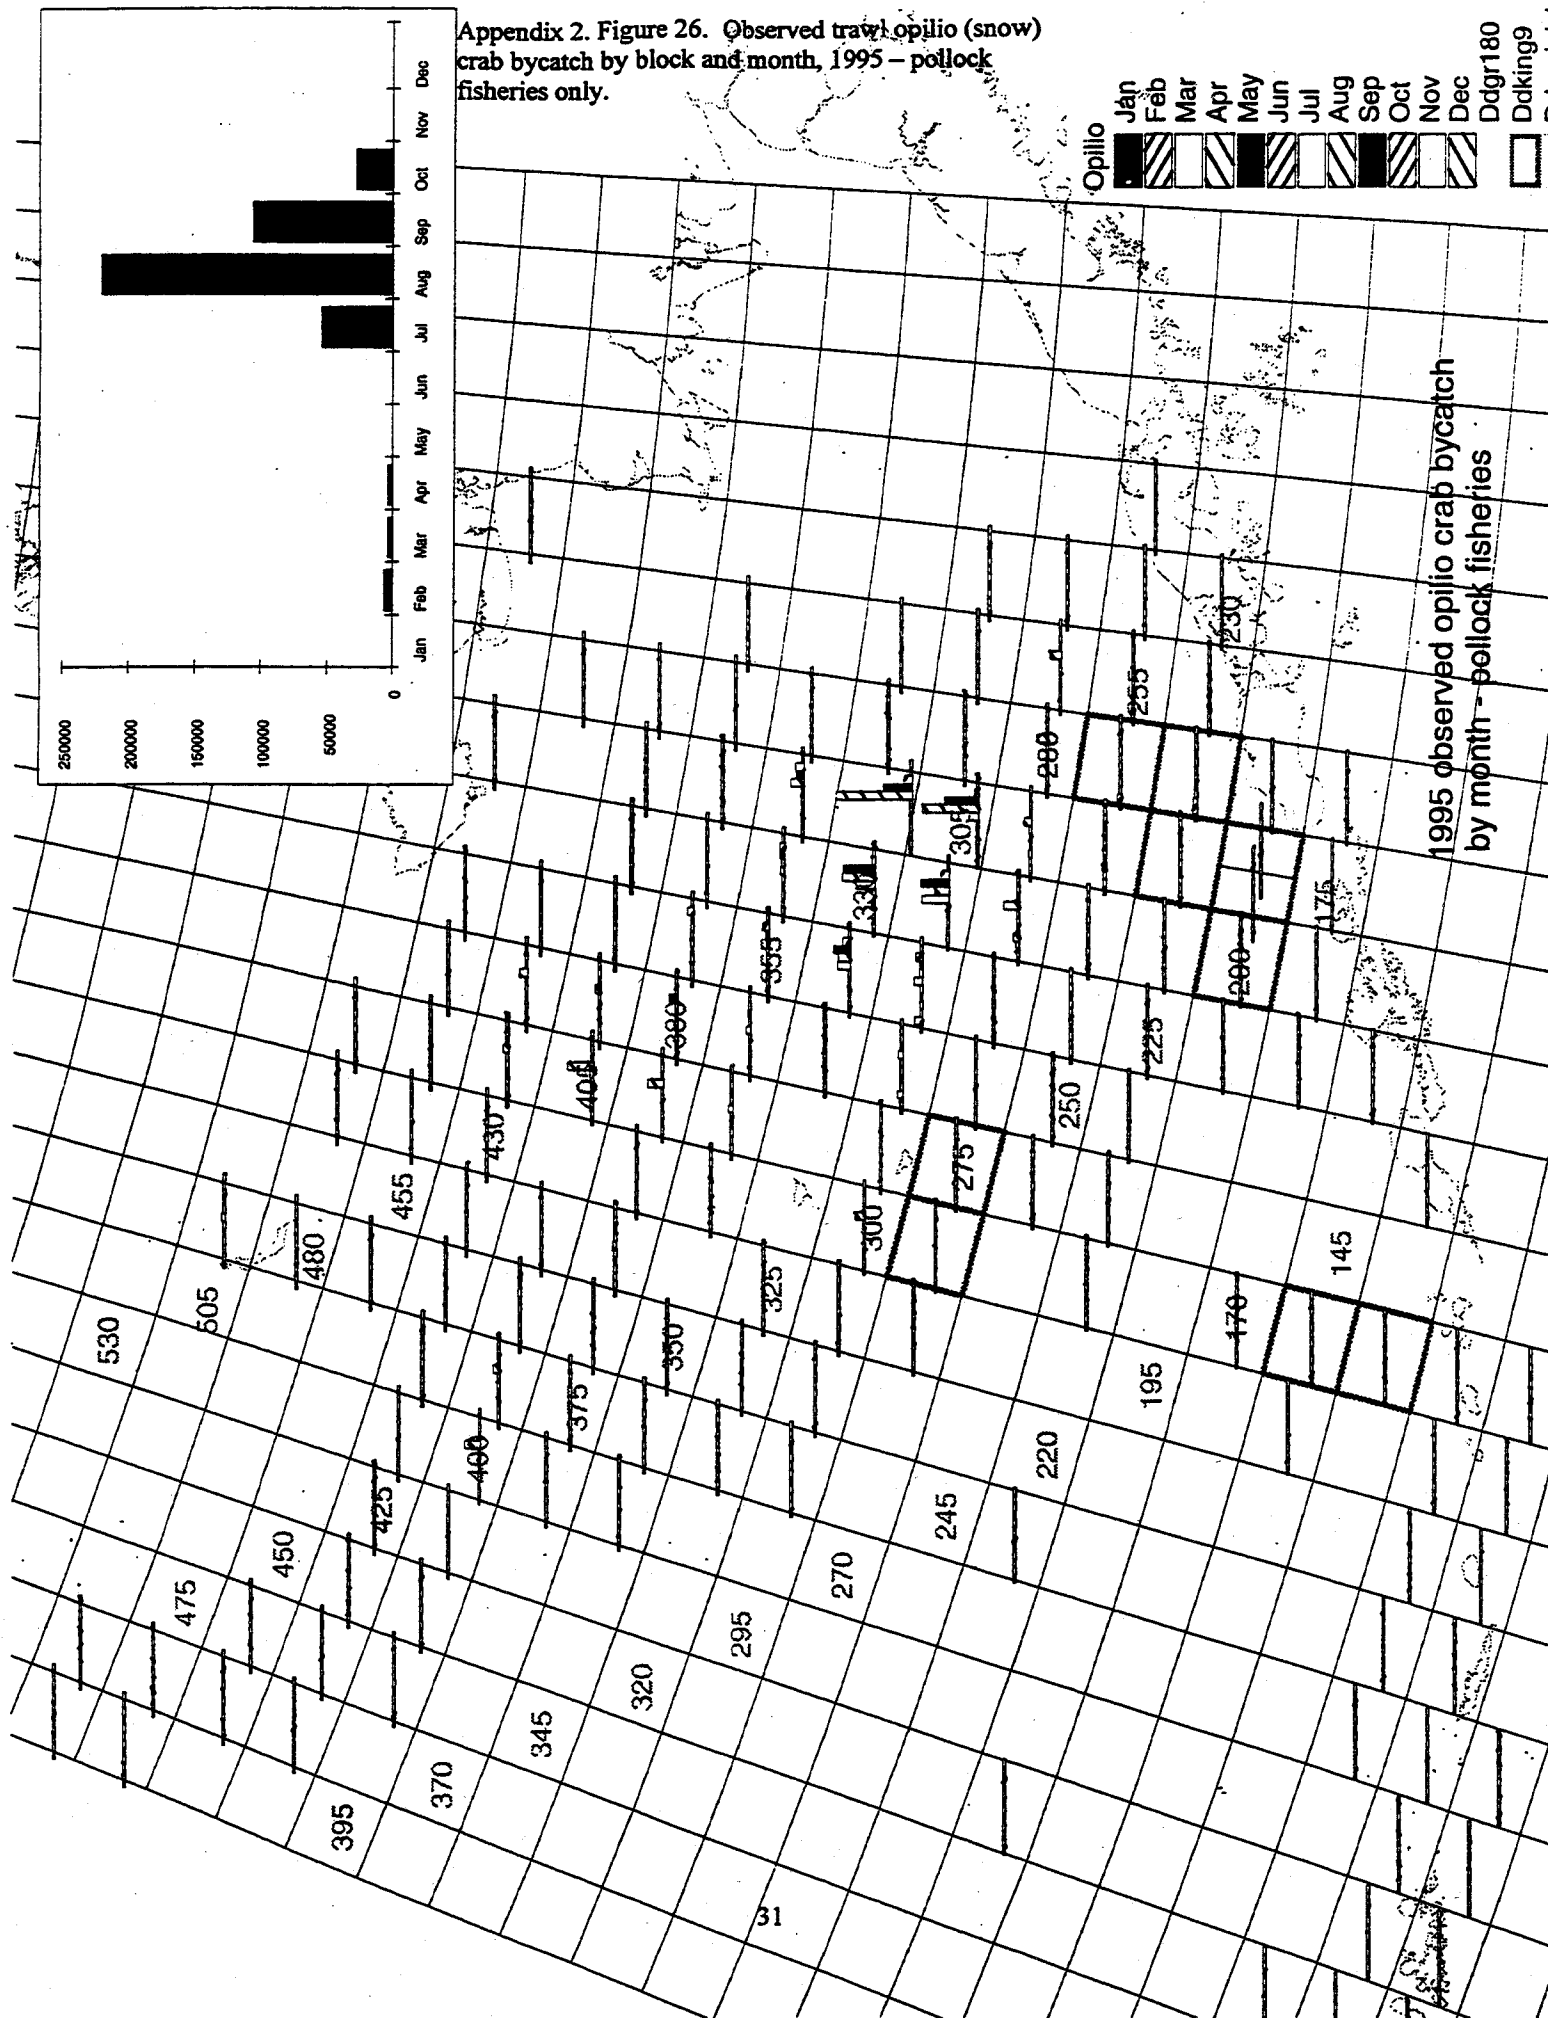 Appendix 2. Figure 26. Observed trawl opilio (snow)
crab bycatch by block and month, 1995 – pollock
fisheries only.
250000
200000
150000
100000
50000
0
Jan
Feb
Mar
Apr
May
Jun
Jul
Aug
Sep
Oct
Nov
Dec
Opilio
Jan
Feb
Mar
Apr
May
Jun
Jul
Aug
Sep
Oct
Nov
Dec
Ddgr180
Ddking9
1995 observed opilio crab bycatch
by month - pollock fisheries
530
505
480
455
430
405
380
355
330
305
280
255
230
475
450
425
400
375
350
325
300
275
250
225
200
175
395
370
345
320
295
270
245
220
195
170
145
31